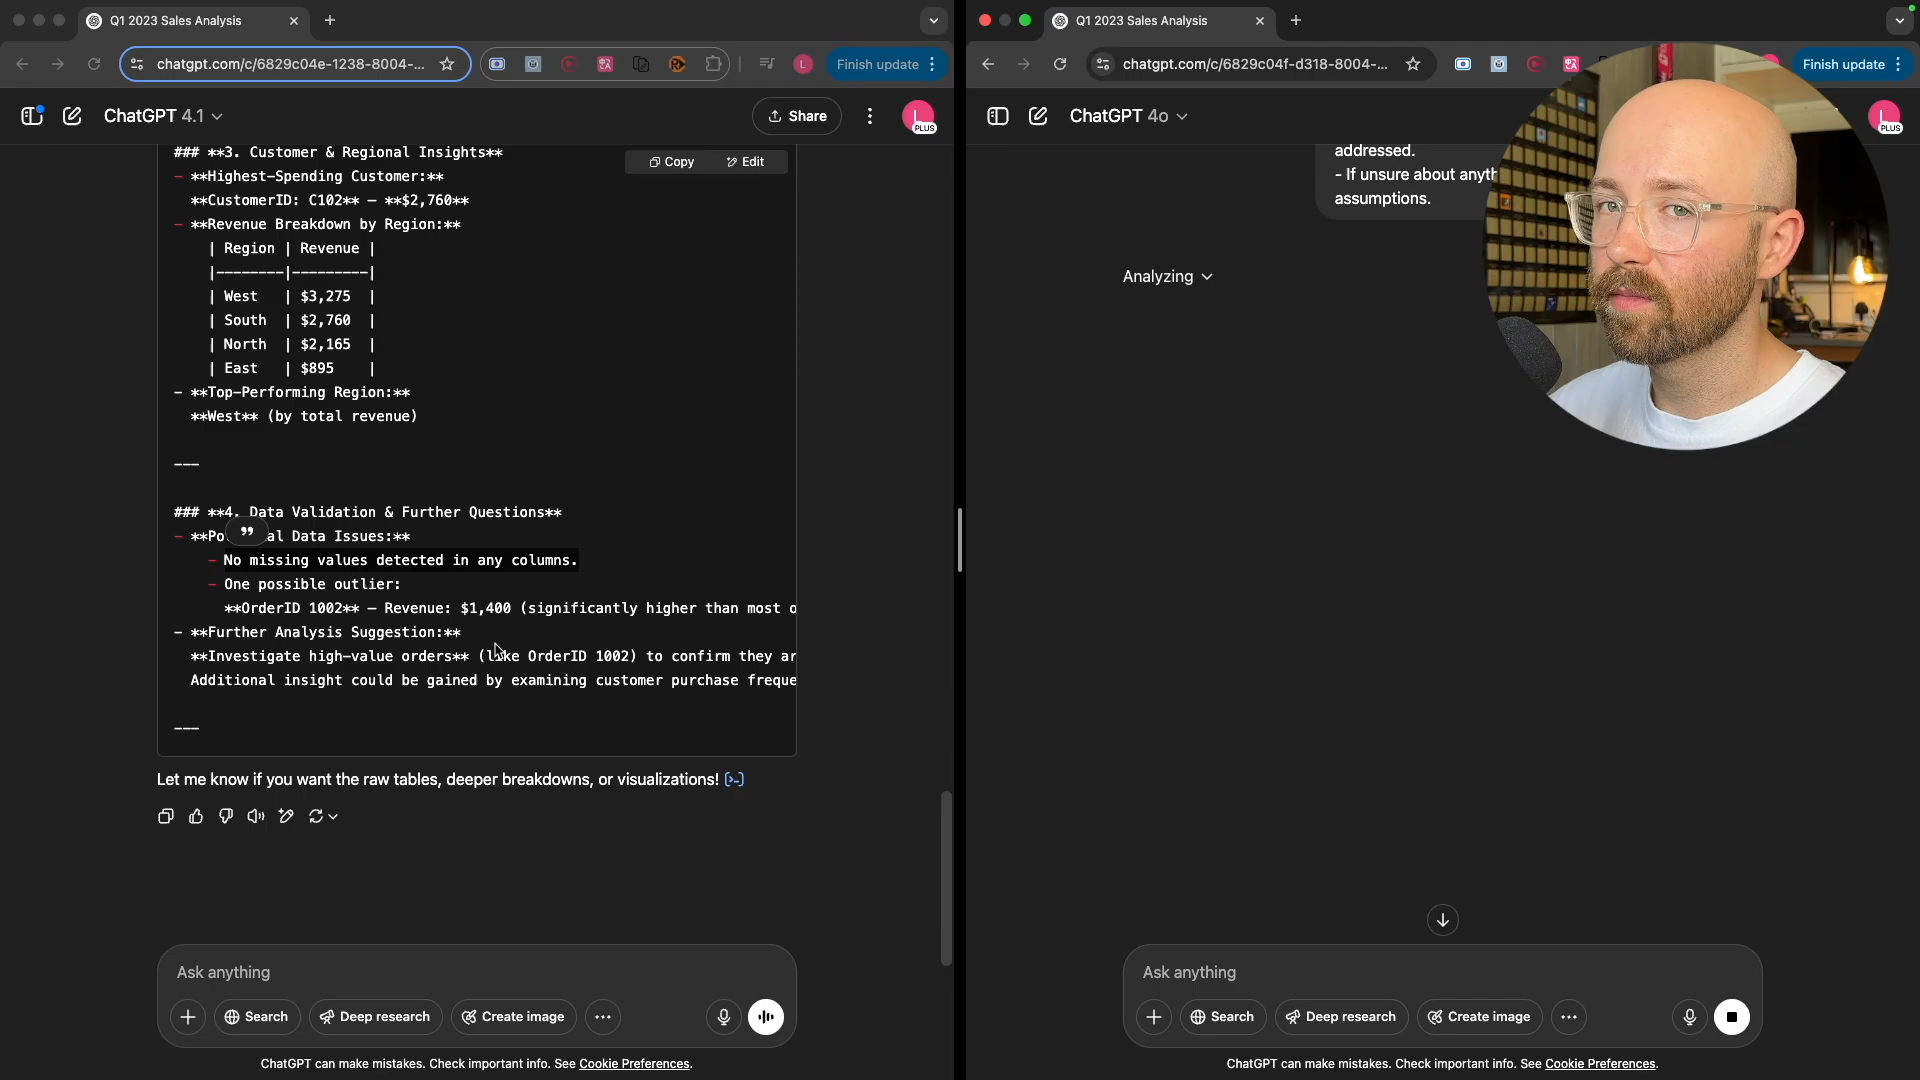 Q1 2023 Sales Analysis
chatgpt.com/c/6829c04e-1238-8004-...
Finish update
ChatGPT 4.1
Share
L
PLUS
### **3. Customer & Regional Insights**
Copy
Edit
- **Highest-Spending Customer:**
**CustomerID: C102** — **$2,760**
- **Revenue Breakdown by Region:**
| Region | Revenue |
|--------|---------|
| West | $3,275 |
| South | $2,760 |
| North | $2,165 |
| East | $895 |
- **Top-Performing Region:**
**West** (by total revenue)
---
### **4. Data Validation & Further Questions**
- **Po al Data Issues:**
- No missing values detected in any columns.
- One possible outlier:
**OrderID 1002** — Revenue: $1,400 (significantly higher than most o
- **Further Analysis Suggestion:**
**Investigate high-value orders** (like OrderID 1002) to confirm they ar
Additional insight could be gained by examining customer purchase freque
---
Let me know if you want the raw tables, deeper breakdowns, or visualizations!
Ask anything
Search
Deep research
Create image
ChatGPT can make mistakes. Check important info. See Cookie Preferences.
Q1 2023 Sales Analysis
chatgpt.com/c/6829c04f-d318-8004-...
Finish update
ChatGPT 4o
L
PLUS
addressed.
- If unsure about anyth
assumptions.
Analyzing
Ask anything
Search
Deep research
Create image
ChatGPT can make mistakes. Check important info. See Cookie Preferences.